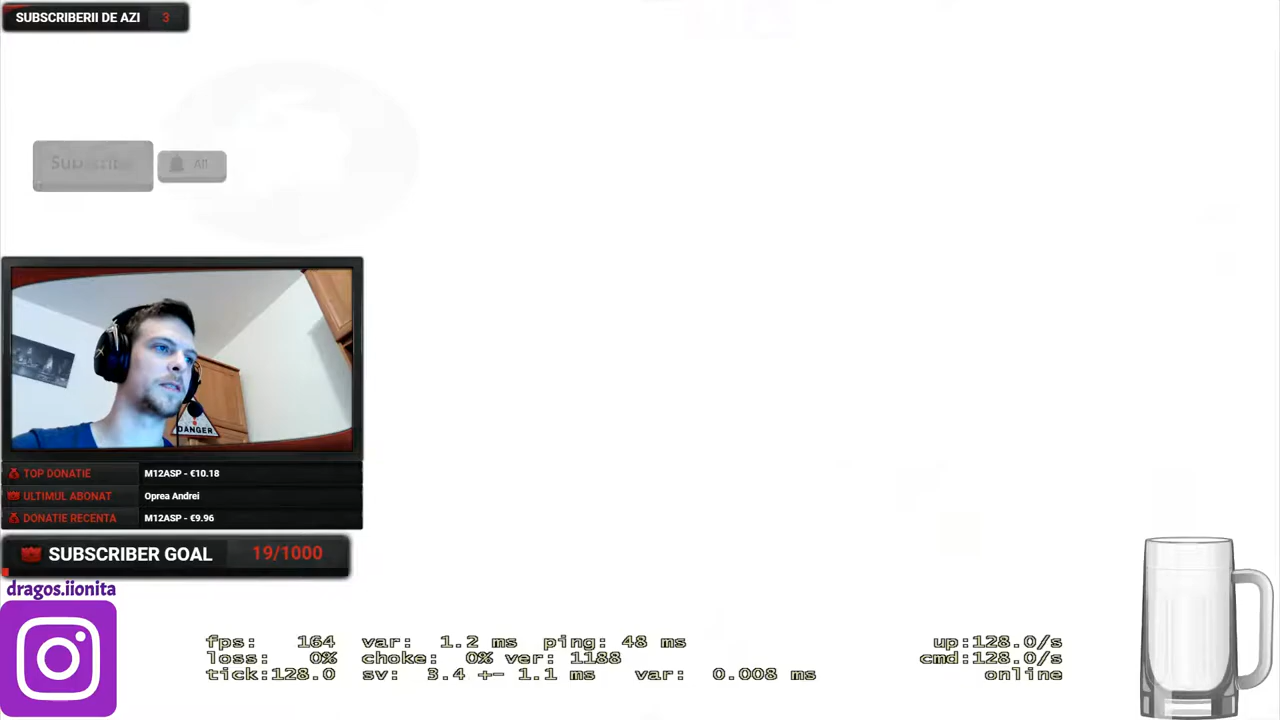 SUBSCRIBERII DE AZI 3
Subscribe
All
DANGER
TOP DONATIE M12ASP - €10.18
ULTIMUL ABONAT Oprea Andrei
DONATIE RECENTA M12ASP - €9.96
SUBSCRIBER GOAL 19/1000
dragos.iionita
fps: 164 var: 1.2 ms ping: 48 ms up:128.0/s
loss: 0% choke: 0% ver: 1188 cmd:128.0/s
tick:128.0 sv: 3.4 +- 1.1 ms var: 0.008 ms online